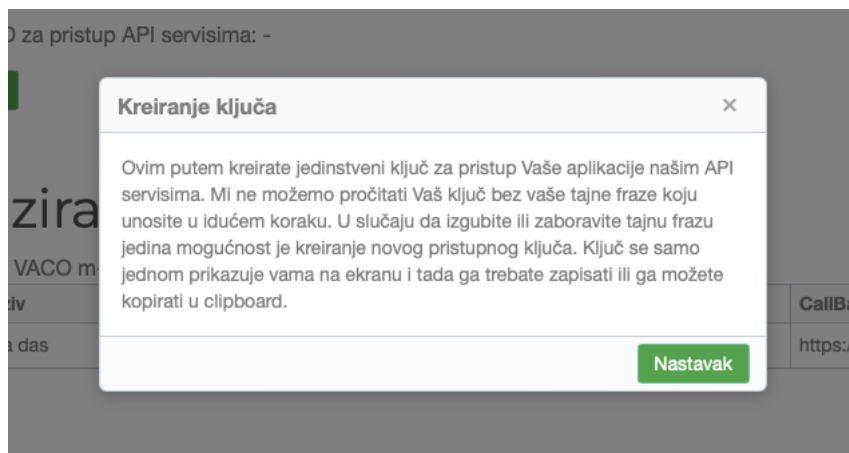 za pristup API servisima: -
Kreiranje ključa
×
Ovim putem kreirate jedinstveni ključ za pristup Vaše aplikacije našim API
servisima. Mi ne možemo pročitati Vaš ključ bez vaše tajne fraze koju
unosite u idućem koraku. U slučaju da izgubite ili zaboravite tajnu frazu
jedina mogućnost je kreiranje novog pristupnog ključa. Ključ se samo
jednom prikazuje vama na ekranu i tada ga trebate zapisati ili ga možete
kopirati u clipboard.
Nastavak
zira
VACO m-
ziv
CallBa
a das
https:/